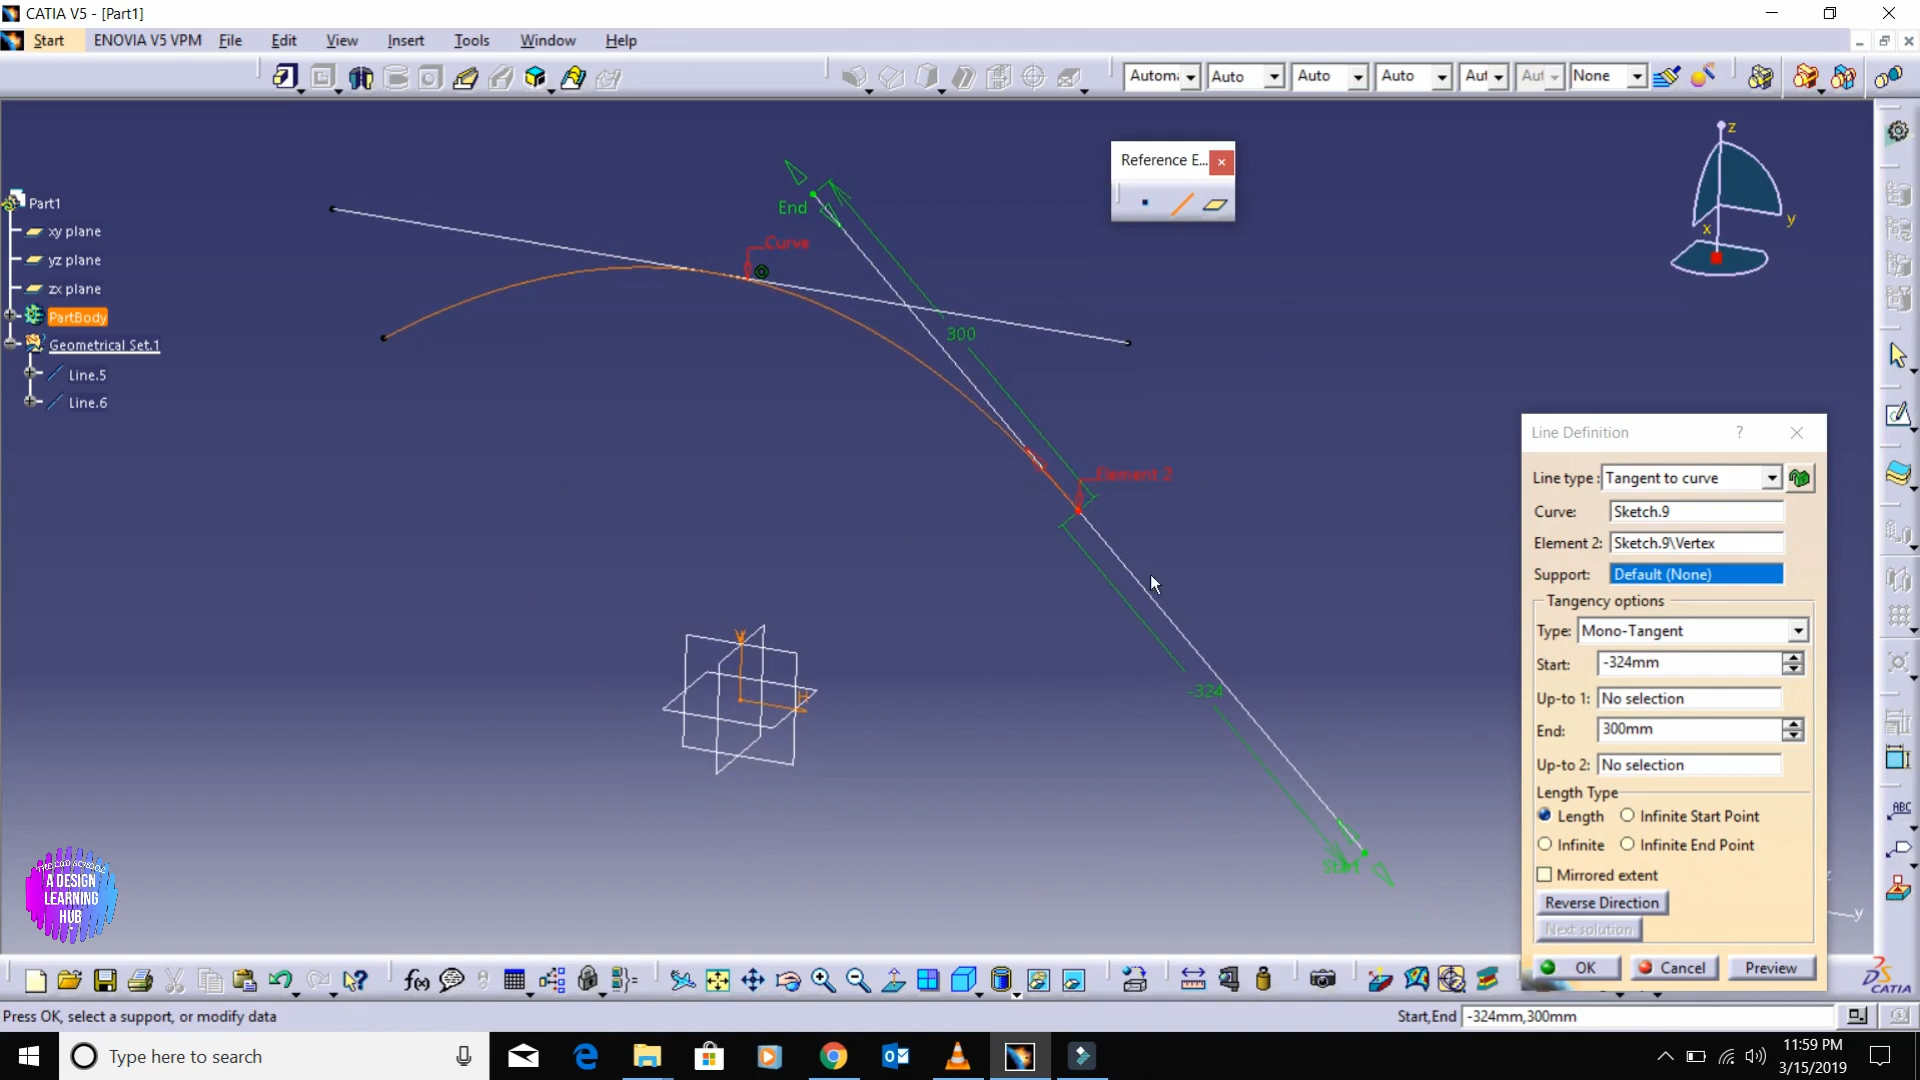 CATIA V5 - [Part1]
Start ENOVIA V5 VPM File Edit View Insert Tools Window Help
Automa Auto Auto Auto Aut Aut None
Reference E...
Part1
xy plane
yz plane
zx plane
PartBody
Geometrical Set.1
Line.5
Line.6
End
Curve
300
Element 2
-324
Start
V
H
z
y
x
Line Definition ?
Line type : Tangent to curve
Curve: Sketch.9
Element 2: Sketch.9\Vertex
Support: Default (None)
Tangency options
Type: Mono-Tangent
Start: -324mm
Up-to 1: No selection
End: 300mm
Up-to 2: No selection
Length Type
Length Infinite Start Point
Infinite Infinite End Point
Mirrored extent
Reverse Direction
Next solution
OK Cancel Preview
z
y
ABC
THE CAD SCHOOL
A DESIGN
LEARNING
HUB
f(x)
CATIA
Press OK, select a support, or modify data
Start,End -324mm,300mm
Type here to search
11:59 PM
3/15/2019